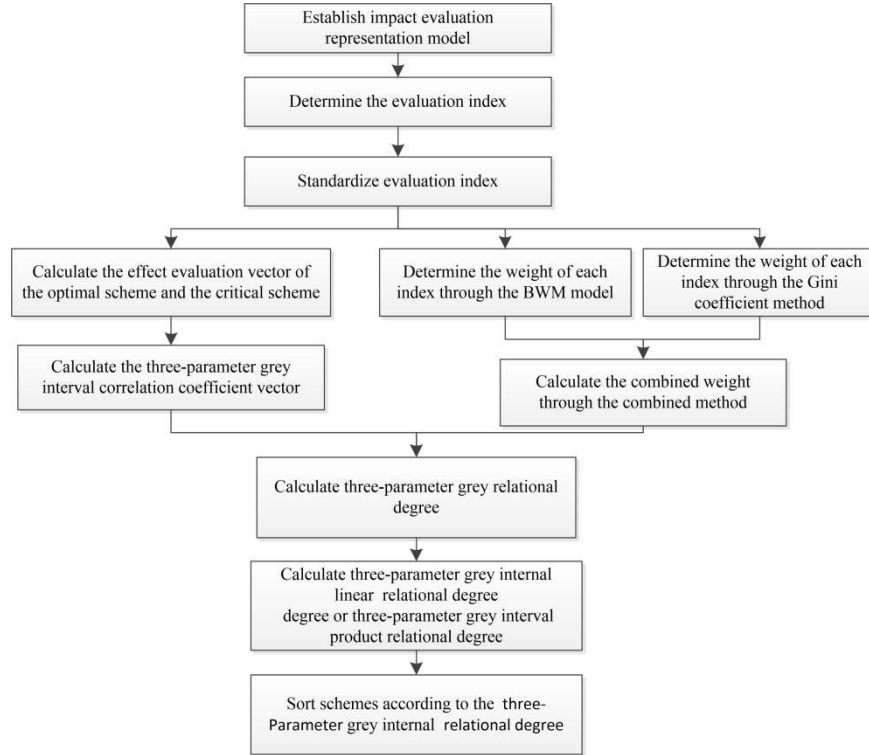 Establish impact evaluation
representation model
Determine the evaluation index
Standardize evaluation index
Calculate the effect evaluation vector of
the optimal scheme and the critical scheme
Determine the weight of each
index through the BWM model
Determine the weight of each
index through the Gini
coefficient method
Calculate the three-parameter grey
interval correlation coefficient vector
Calculate the combined weight
through the combined method
Calculate three-parameter grey relational
degree
Calculate three-parameter grey internal
linear relational degree
degree or three-parameter grey interval
product relational degree
Sort schemes according to the three-
Parameter grey internal relational degree